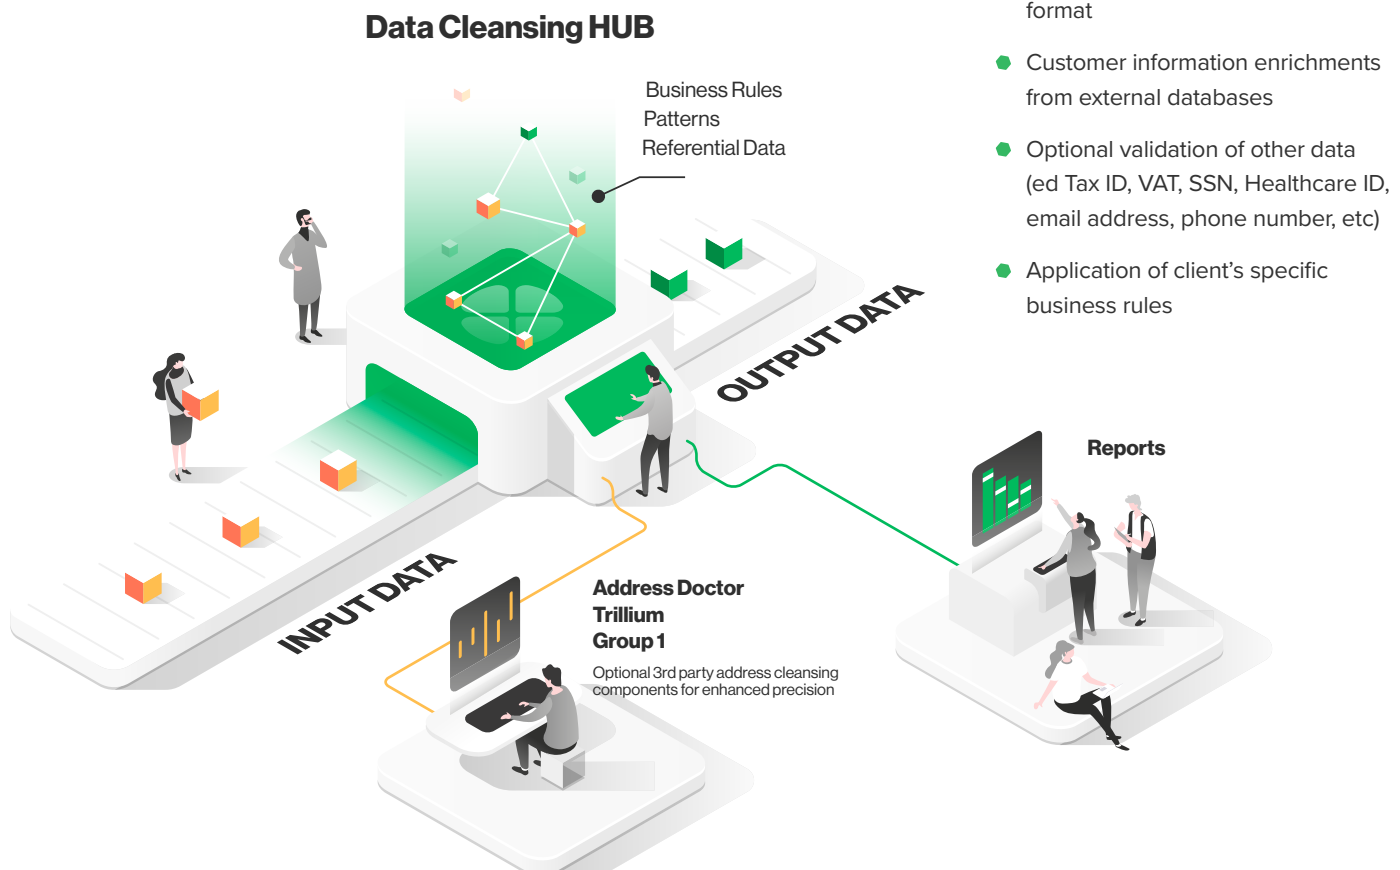 Data Cleansing HUB
Business Rules
Patterns
Referential Data
format
Customer information enrichments
from external databases
Optional validation of other data
(ed Tax ID, VAT, SSN, Healthcare ID,
email address, phone number, etc)
Application of client’s specific
business rules
OUTPUT DATA
INPUT DATA
Reports
Address Doctor
Trillium
Group 1
Optional 3rd party address cleansing
components for enhanced precision